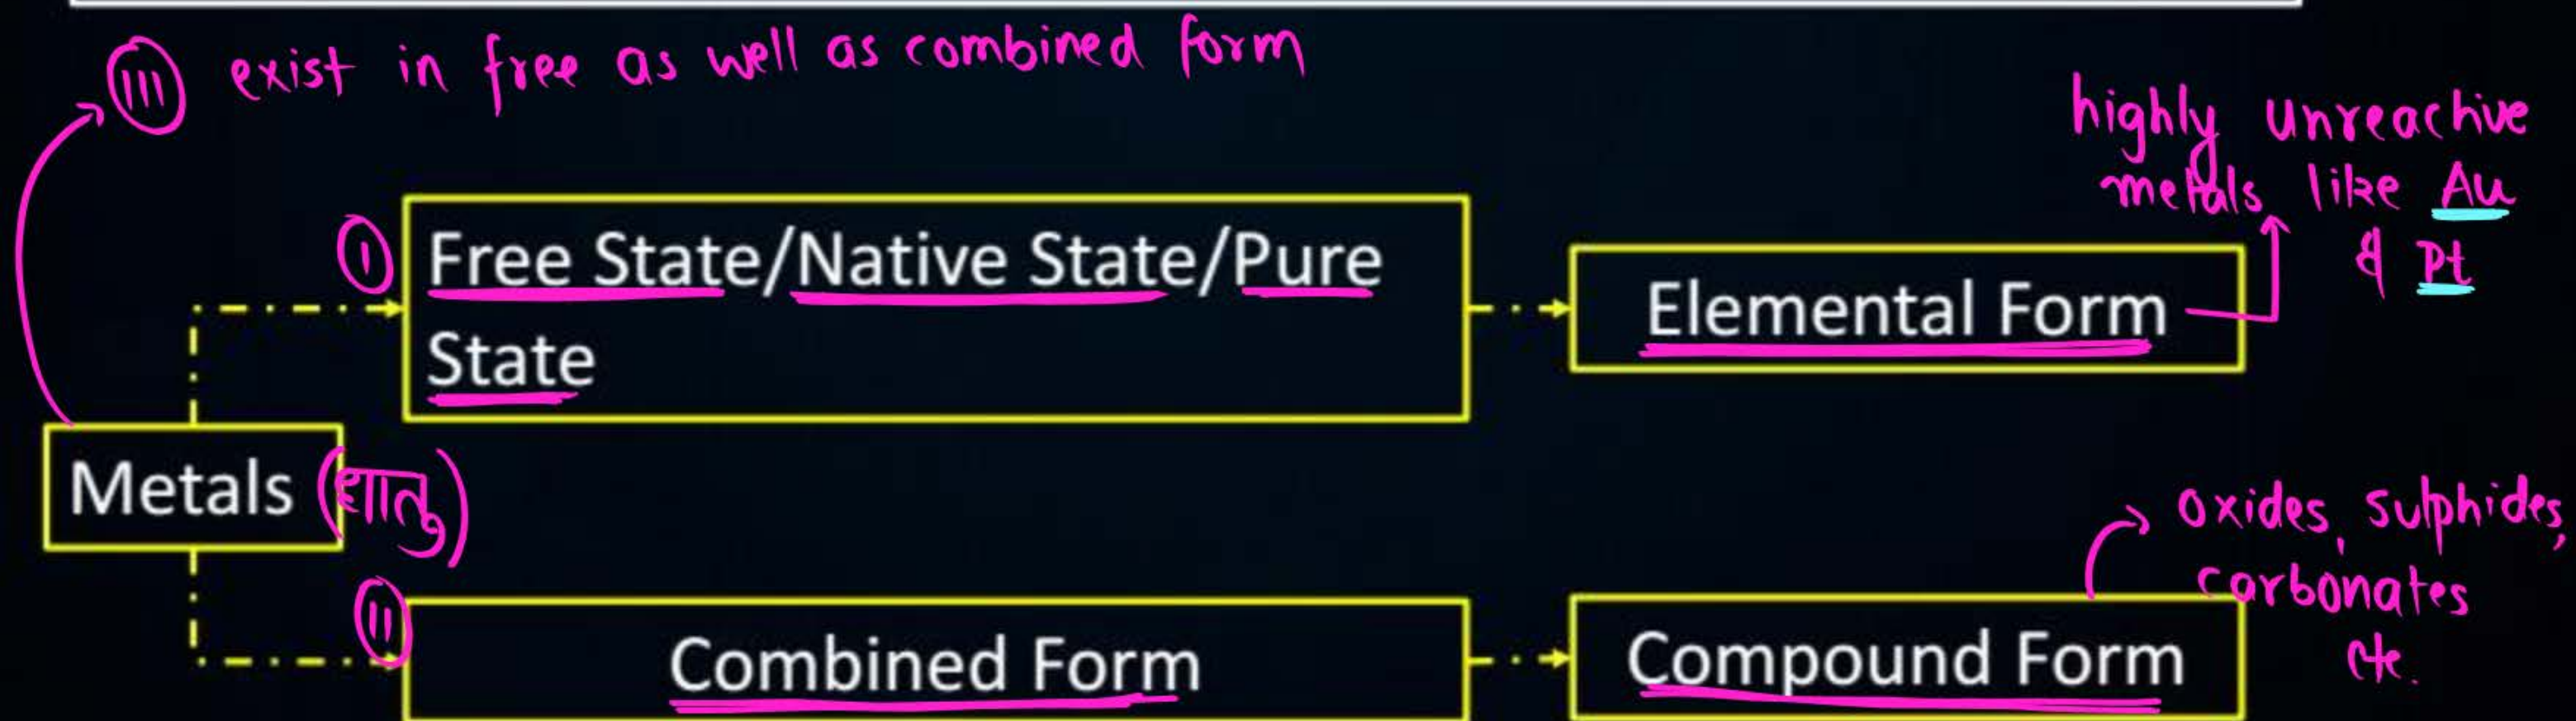 III exist in free as well as combined form
highly unreactive
metals like Au
& Pt
I Free State/Native State/Pure
State
Elemental Form
Metals (धातु)
oxides, sulphides,
carbonates
etc.
II Combined Form
Compound Form